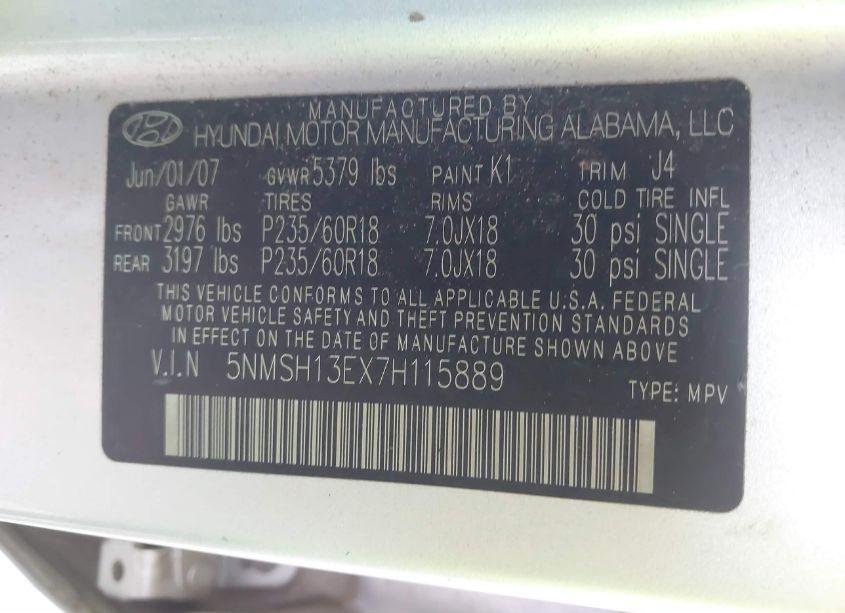 MANUFACTURED BY
HYUNDAI MOTOR MANUFACTURING ALABAMA, LLC
Jun/01/07 GVWR 5379 lbs PAINT K1 TRIM J4
GAWR TIRES RIMS COLD TIRE INFL
FRONT 2976 lbs P235/60R18 7.0JX18 30 psi SINGLE
REAR 3197 lbs P235/60R18 7.0JX18 30 psi SINGLE
THIS VEHICLE CONFORMS TO ALL APPLICABLE U.S.A. FEDERAL
MOTOR VEHICLE SAFETY AND THEFT PREVENTION STANDARDS
IN EFFECT ON THE DATE OF MANUFACTURE SHOWN ABOVE
V.I.N 5NMSH13EX7H115889
TYPE: MPV